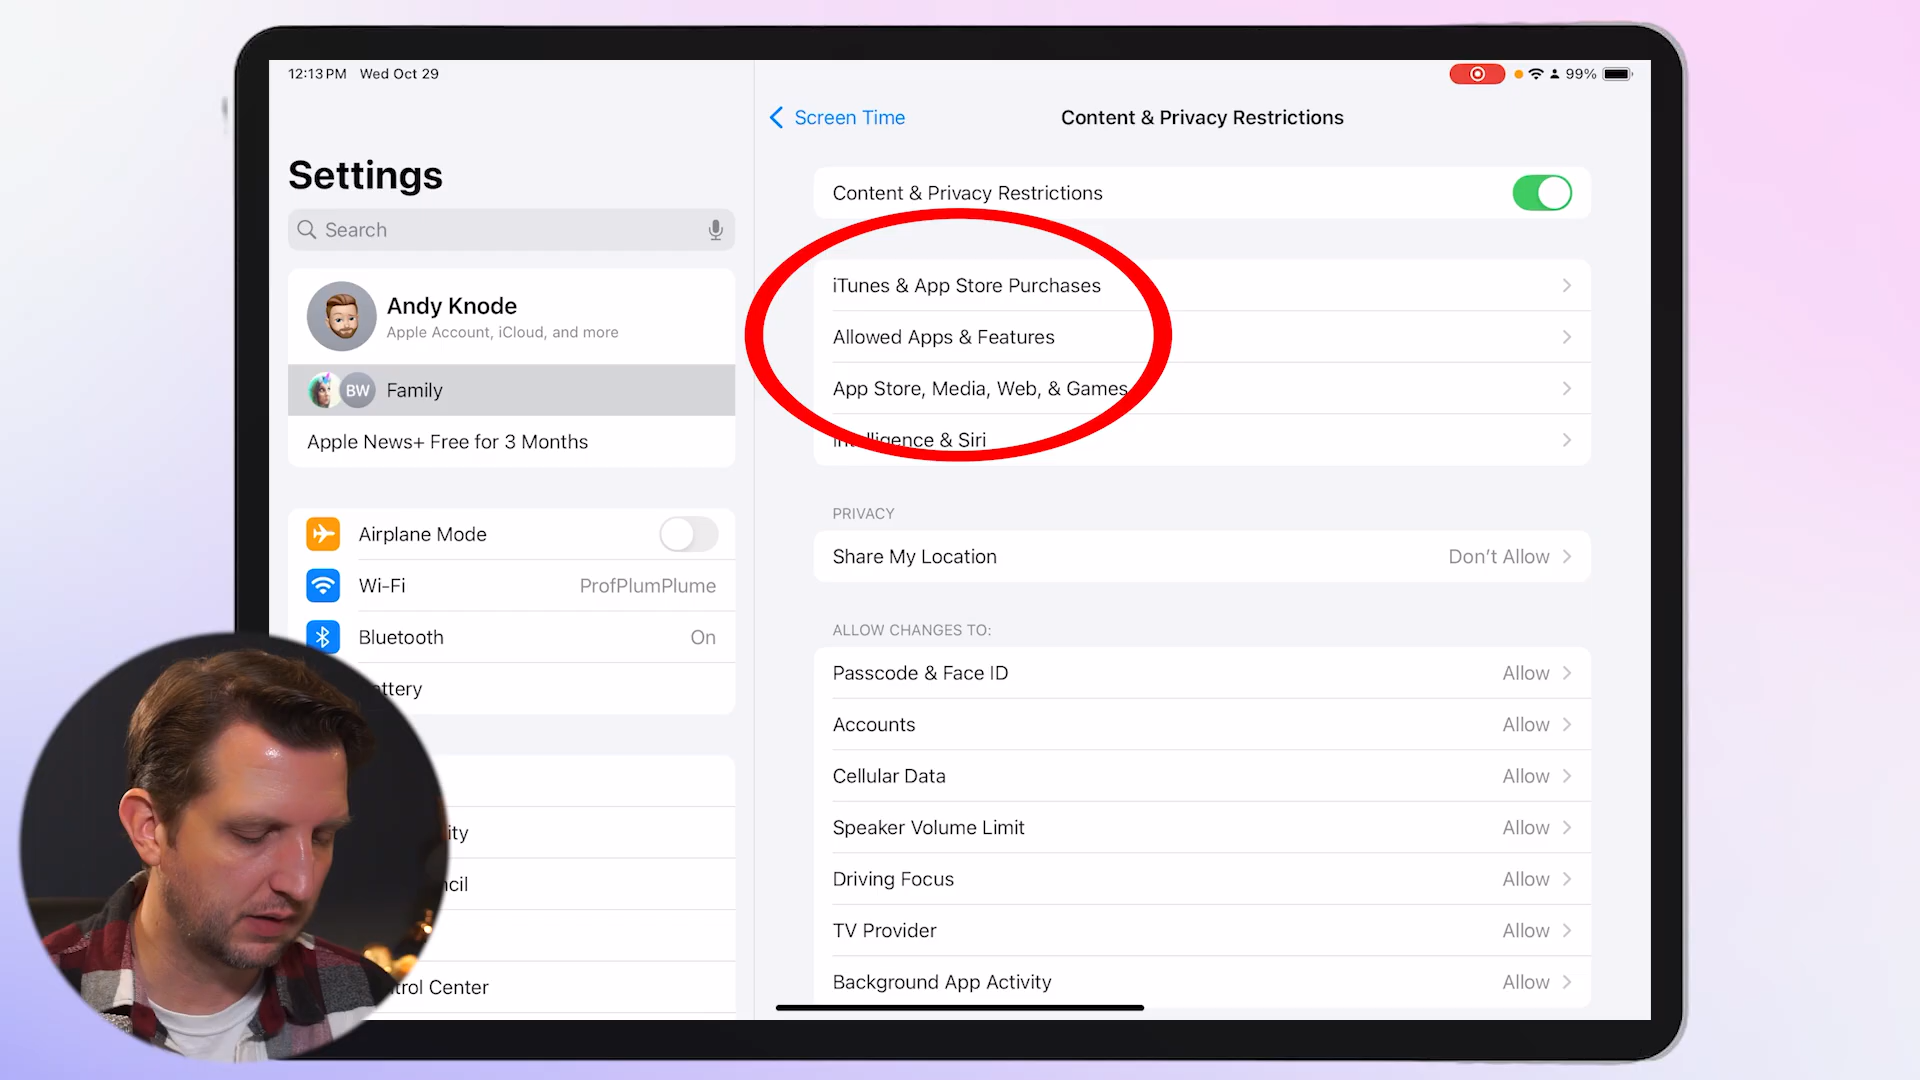 12:13 PM Wed Oct 29
99%
Settings
Search
Andy Knode
Apple Account, iCloud, and more
BW
Family
Apple News+ Free for 3 Months
Airplane Mode
Wi-Fi ProfPlumPlume
Bluetooth On
ttery
ity
cil
trol Center
Screen Time
Content & Privacy Restrictions
Content & Privacy Restrictions
iTunes & App Store Purchases
Allowed Apps & Features
App Store, Media, Web, & Games
Intelligence & Siri
PRIVACY
Share My Location Don't Allow
ALLOW CHANGES TO:
Passcode & Face ID Allow
Accounts Allow
Cellular Data Allow
Speaker Volume Limit Allow
Driving Focus Allow
TV Provider Allow
Background App Activity Allow